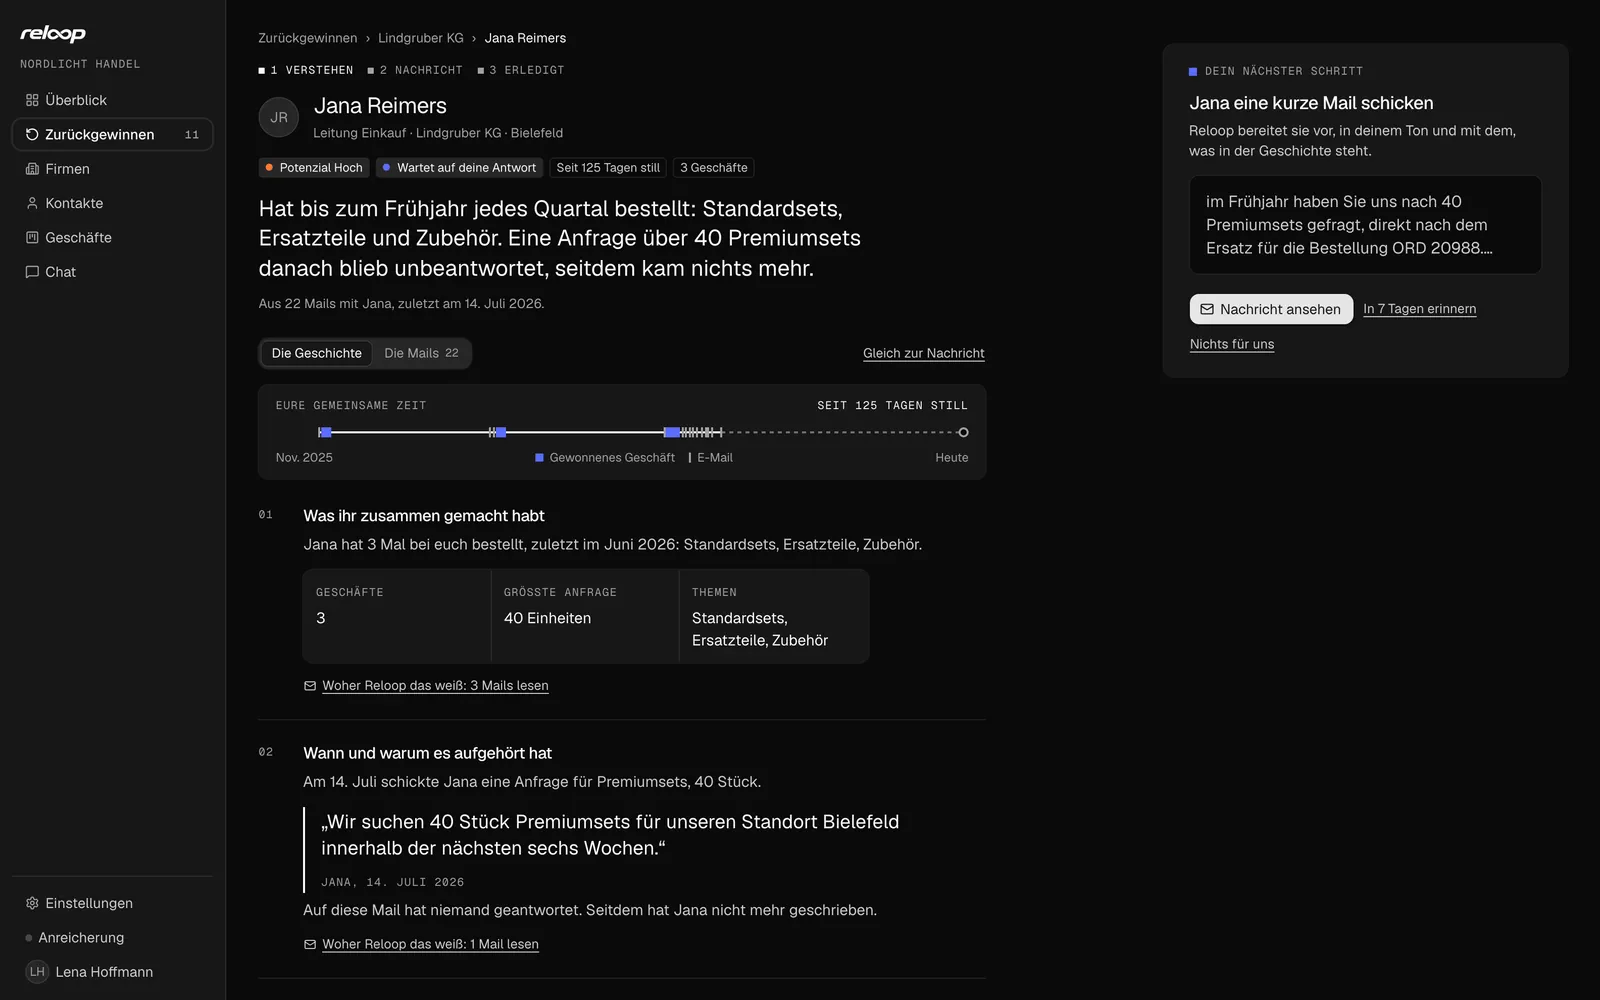 reloop
NORDLICHT HANDEL
Überblick
Zurückgewinnen 11
Firmen
Kontakte
Geschäfte
Chat
Einstellungen
Anreicherung
LH Lena Hoffmann
Zurückgewinnen › Lindgruber KG › Jana Reimers
1 VERSTEHEN 2 NACHRICHT 3 ERLEDIGT
JR
Jana Reimers
Leitung Einkauf · Lindgruber KG · Bielefeld
Potenzial Hoch Wartet auf deine Antwort Seit 125 Tagen still 3 Geschäfte
Hat bis zum Frühjahr jedes Quartal bestellt: Standardsets,
Ersatzteile und Zubehör. Eine Anfrage über 40 Premiumsets
danach blieb unbeantwortet, seitdem kam nichts mehr.
Aus 22 Mails mit Jana, zuletzt am 14. Juli 2026.
Die Geschichte Die Mails 22 Gleich zur Nachricht
EURE GEMEINSAME ZEIT SEIT 125 TAGEN STILL
Nov. 2025 Gewonnenes Geschäft E-Mail Heute
01 Was ihr zusammen gemacht habt
Jana hat 3 Mal bei euch bestellt, zuletzt im Juni 2026: Standardsets, Ersatzteile, Zubehör.
GESCHÄFTE GRÖSSTE ANFRAGE THEMEN
3 40 Einheiten Standardsets,
Ersatzteile, Zubehör
Woher Reloop das weiß: 3 Mails lesen
02 Wann und warum es aufgehört hat
Am 14. Juli schickte Jana eine Anfrage für Premiumsets, 40 Stück.
„Wir suchen 40 Stück Premiumsets für unseren Standort Bielefeld
innerhalb der nächsten sechs Wochen.“
JANA, 14. JULI 2026
Auf diese Mail hat niemand geantwortet. Seitdem hat Jana nicht mehr geschrieben.
Woher Reloop das weiß: 1 Mail lesen
DEIN NÄCHSTER SCHRITT
Jana eine kurze Mail schicken
Reloop bereitet sie vor, in deinem Ton und mit dem,
was in der Geschichte steht.
im Frühjahr haben Sie uns nach 40
Premiumsets gefragt, direkt nach dem
Ersatz für die Bestellung ORD 20988....
Nachricht ansehen In 7 Tagen erinnern
Nichts für uns